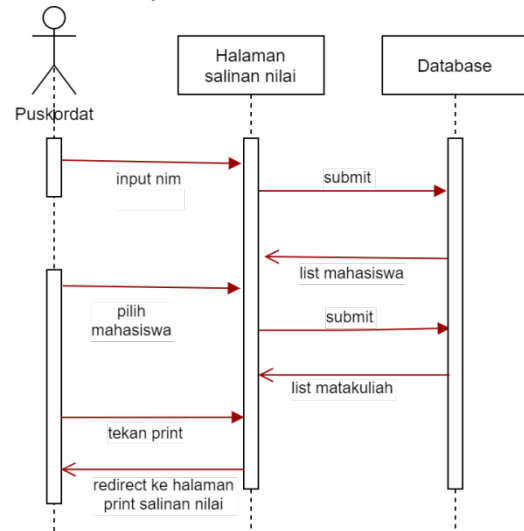 Halaman
salinan nilai
Database
Puskordat
input nim
submit
list mahasiswa
pilih
mahasiswa
submit
list matakuliah
tekan print
redirect ke halaman
print salinan nilai